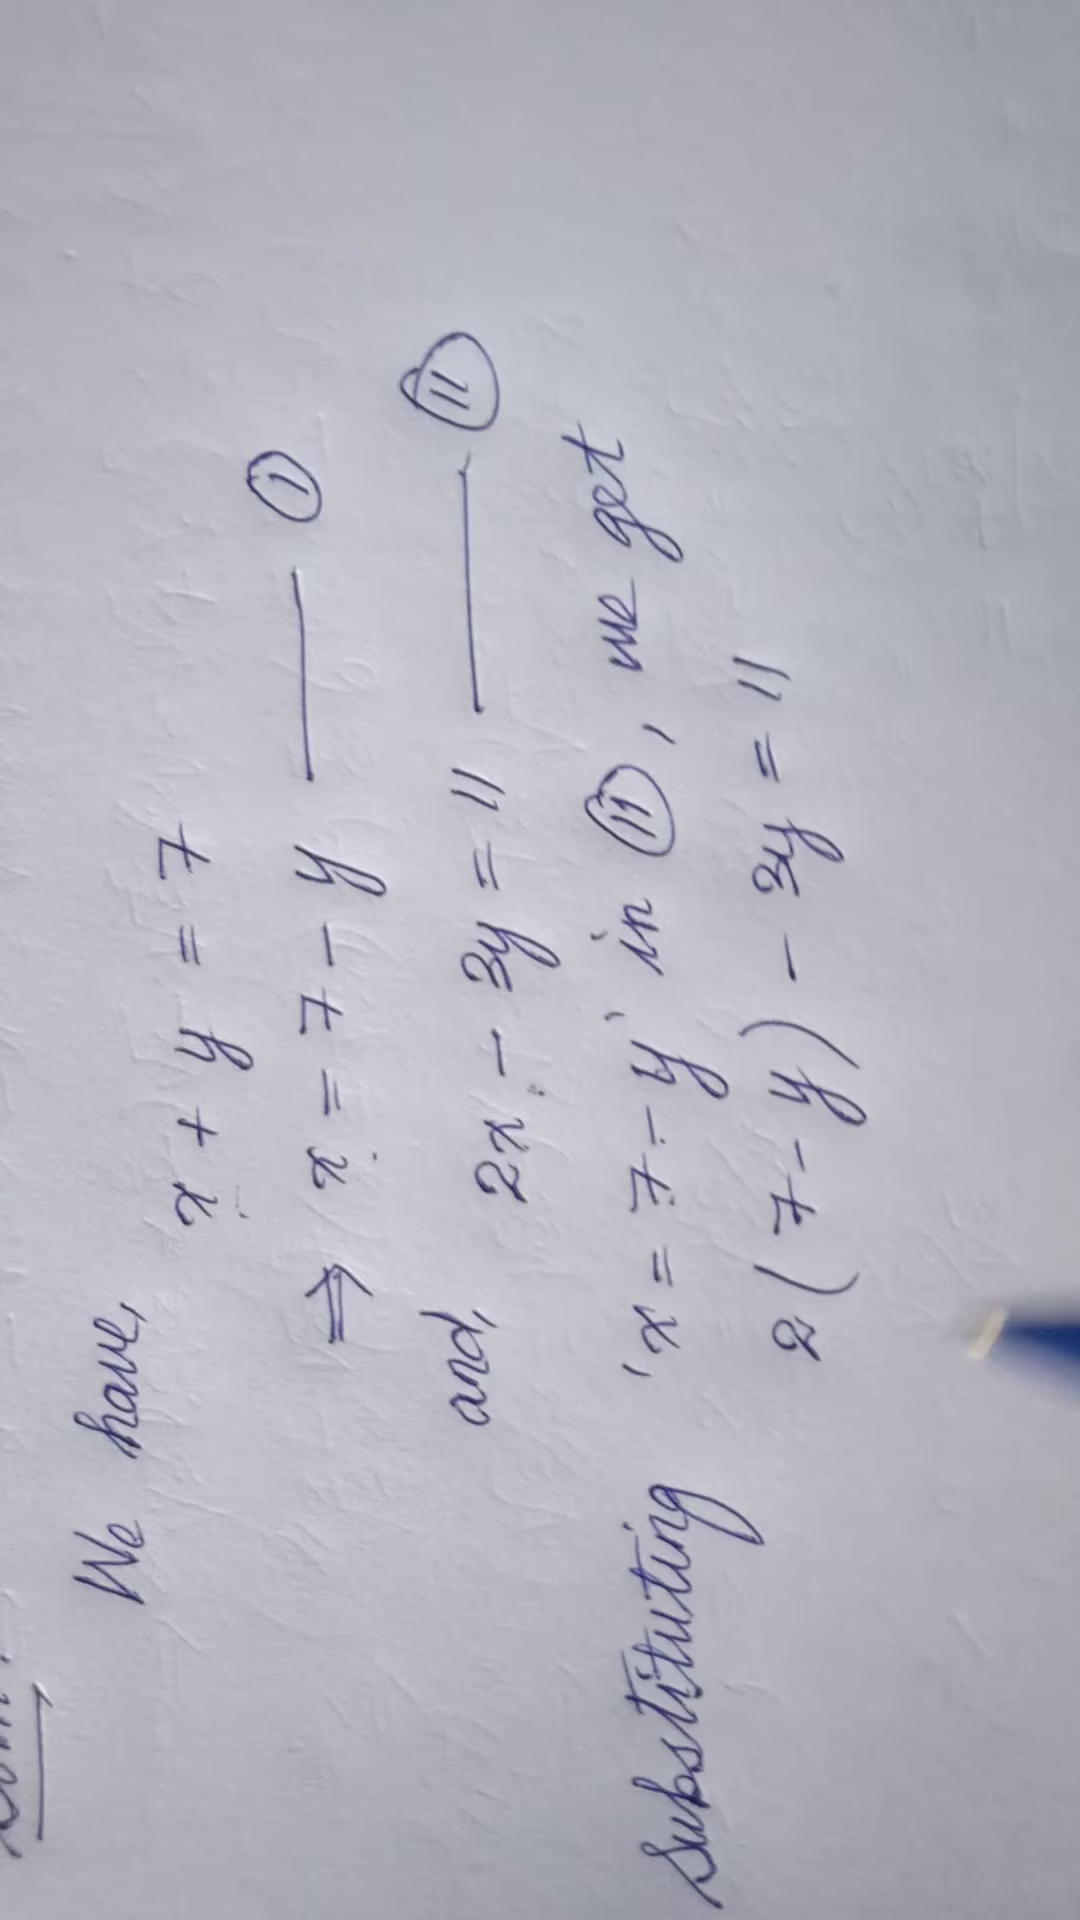 We have,
x + y = 7
⇒ x = 7 - y —— (I)
and, 2x - 3y = 11 —— (II)
Substituting 'x = 7 - y' in (II), we get
2(7 - y) - 3y = 11